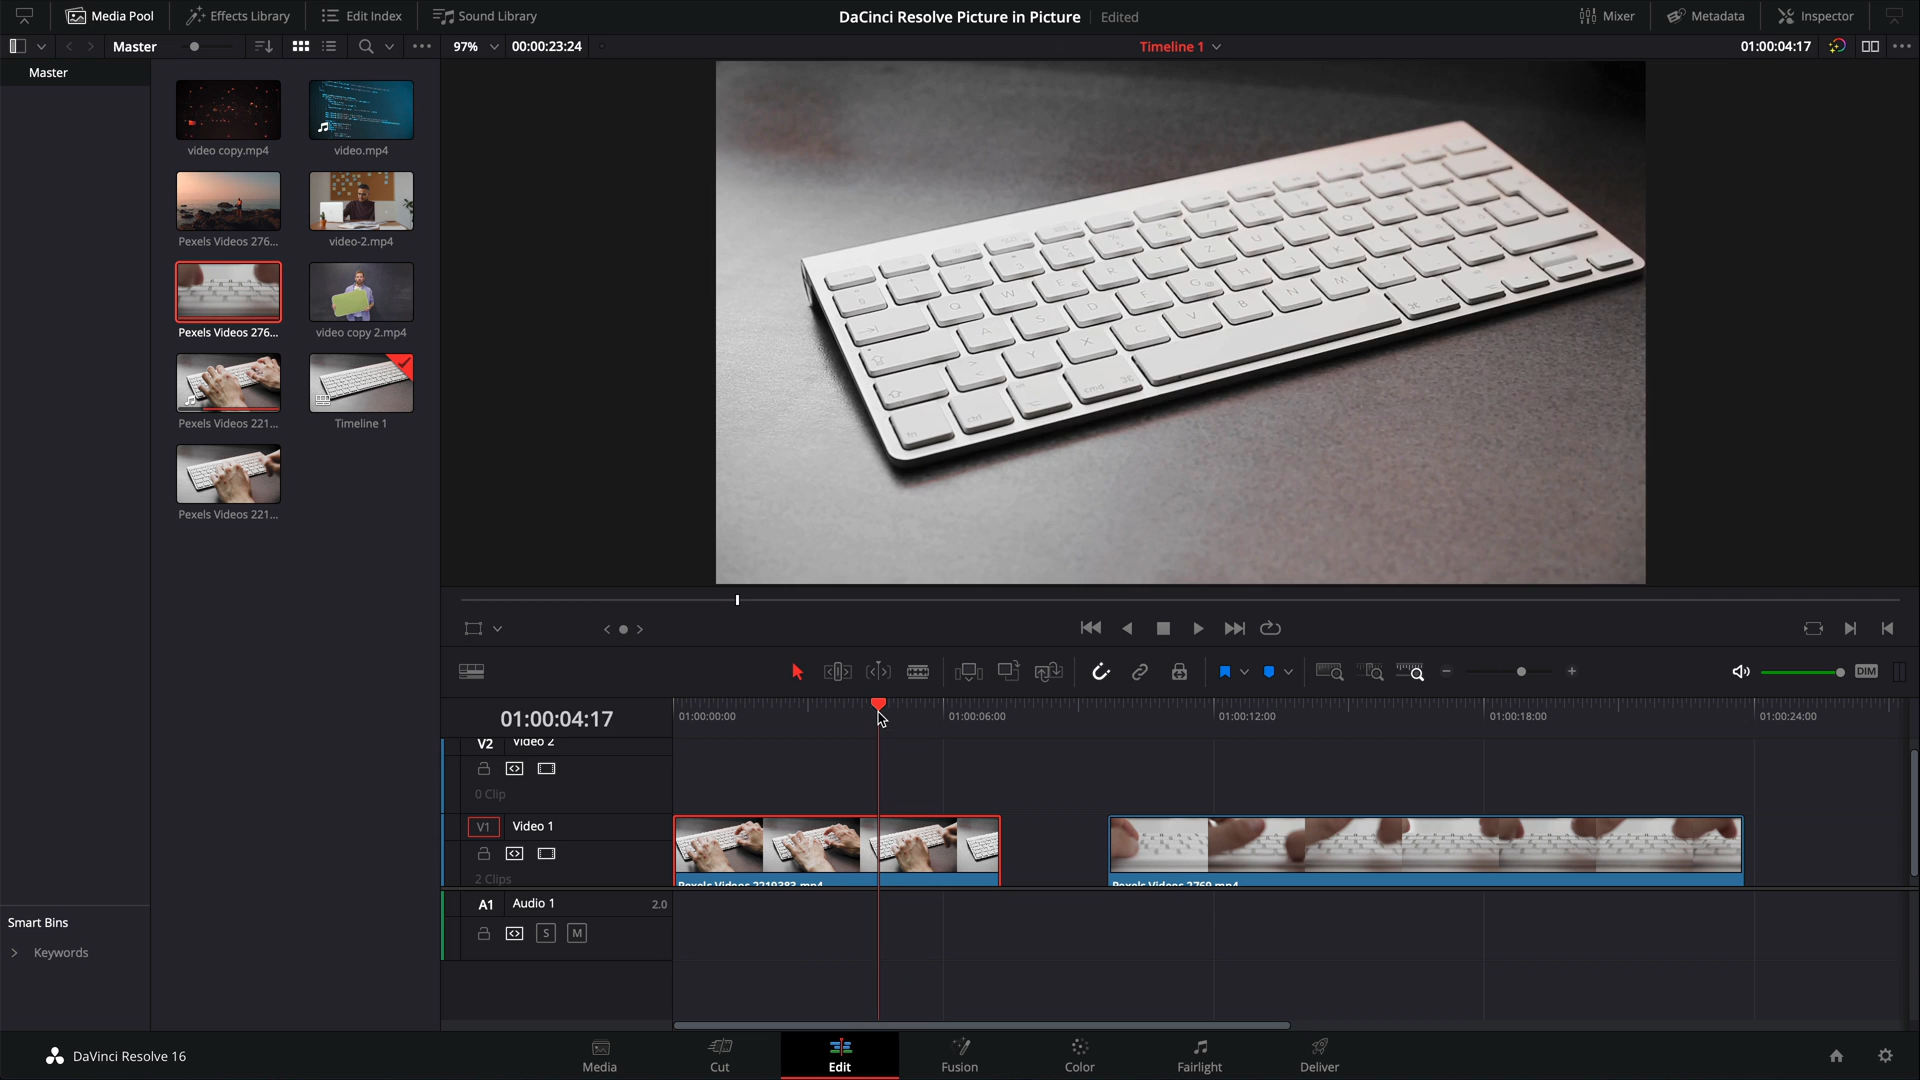 Media Pool
Effects Library
Edit Index
Sound Library
DaCinci Resolve Picture in Picture
Edited
Mixer
Metadata
Inspector
Master
97%
00:00:23:24
Timeline 1
01:00:04:17
Master
video copy.mp4
video.mp4
Pexels Videos 276...
video-2.mp4
Pexels Videos 276...
video copy 2.mp4
Pexels Videos 221...
Timeline 1
Pexels Videos 221...
DIM
01:00:04:17
01:00:00:00
01:00:06:00
01:00:12:00
01:00:18:00
01:00:24:00
V2 Video 2
0 Clip
V1 Video 1
2 Clips
Pexels Videos 2219383.mp4
Pexels Videos 2769.mp4
A1 Audio 1 2.0
S M
Smart Bins
Keywords
DaVinci Resolve 16
Media
Cut
Edit
Fusion
Color
Fairlight
Deliver